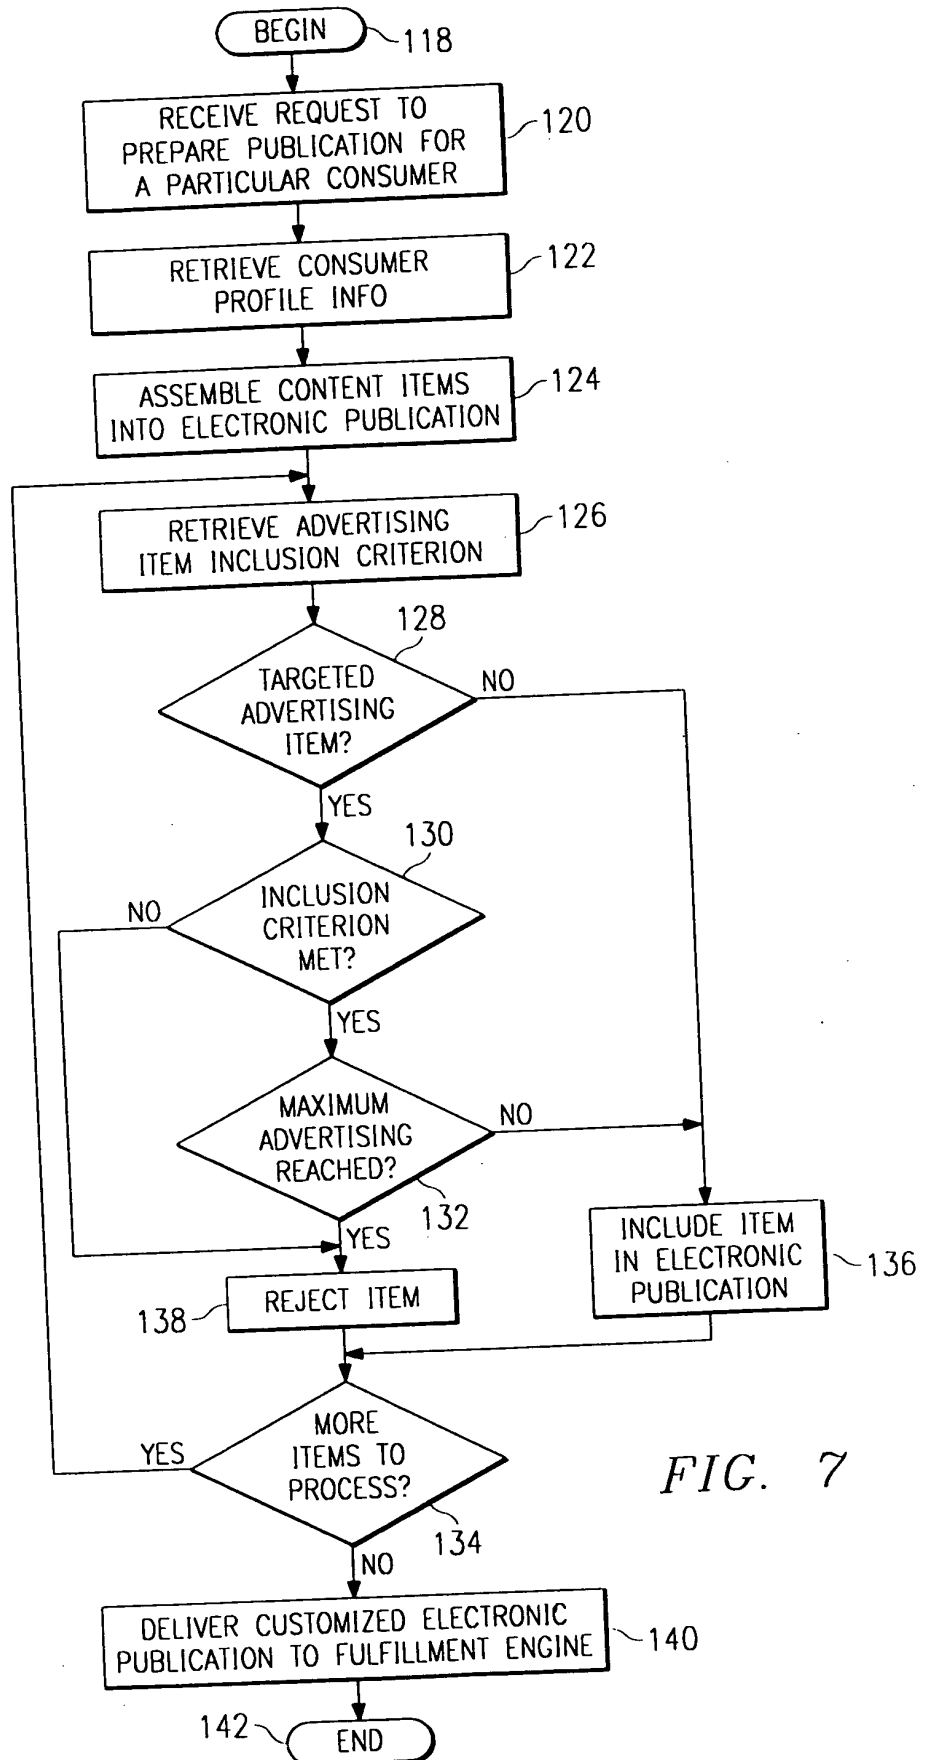 BEGIN
118
RECEIVE REQUEST TO
PREPARE PUBLICATION FOR
A PARTICULAR CONSUMER
120
RETRIEVE CONSUMER
PROFILE INFO
122
ASSEMBLE CONTENT ITEMS
INTO ELECTRONIC PUBLICATION
124
RETRIEVE ADVERTISING
ITEM INCLUSION CRITERION
126
128
TARGETED
ADVERTISING
ITEM?
NO
YES
130
INCLUSION
CRITERION
MET?
NO
YES
MAXIMUM
ADVERTISING
REACHED?
NO
132
YES
INCLUDE ITEM
IN ELECTRONIC
PUBLICATION
136
REJECT ITEM
138
MORE
ITEMS TO
PROCESS?
YES
134
NO
FIG. 7
DELIVER CUSTOMIZED ELECTRONIC
PUBLICATION TO FULFILLMENT ENGINE
140
142
END